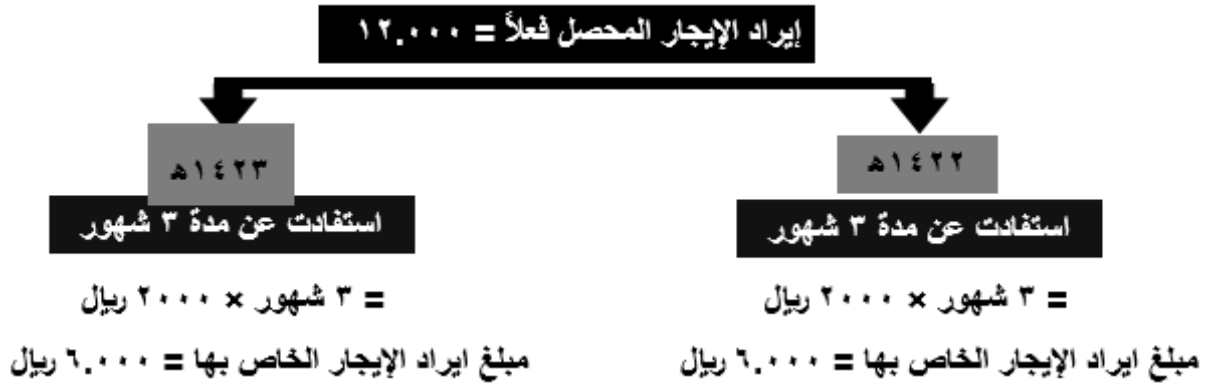 إيراد الإيجار المحصل فعلاً = ١٢.٠٠٠
١٤٢٢هـ
استفادت عن مدة ٣ شهور
= ٣ شهور × ٢٠٠٠ ريال
مبلغ ايراد الإيجار الخاص بها = ٦.٠٠٠ ريال
١٤٢٣هـ
استفادت عن مدة ٣ شهور
= ٣ شهور × ٢٠٠٠ ريال
مبلغ ايراد الإيجار الخاص بها = ٦.٠٠٠ ريال